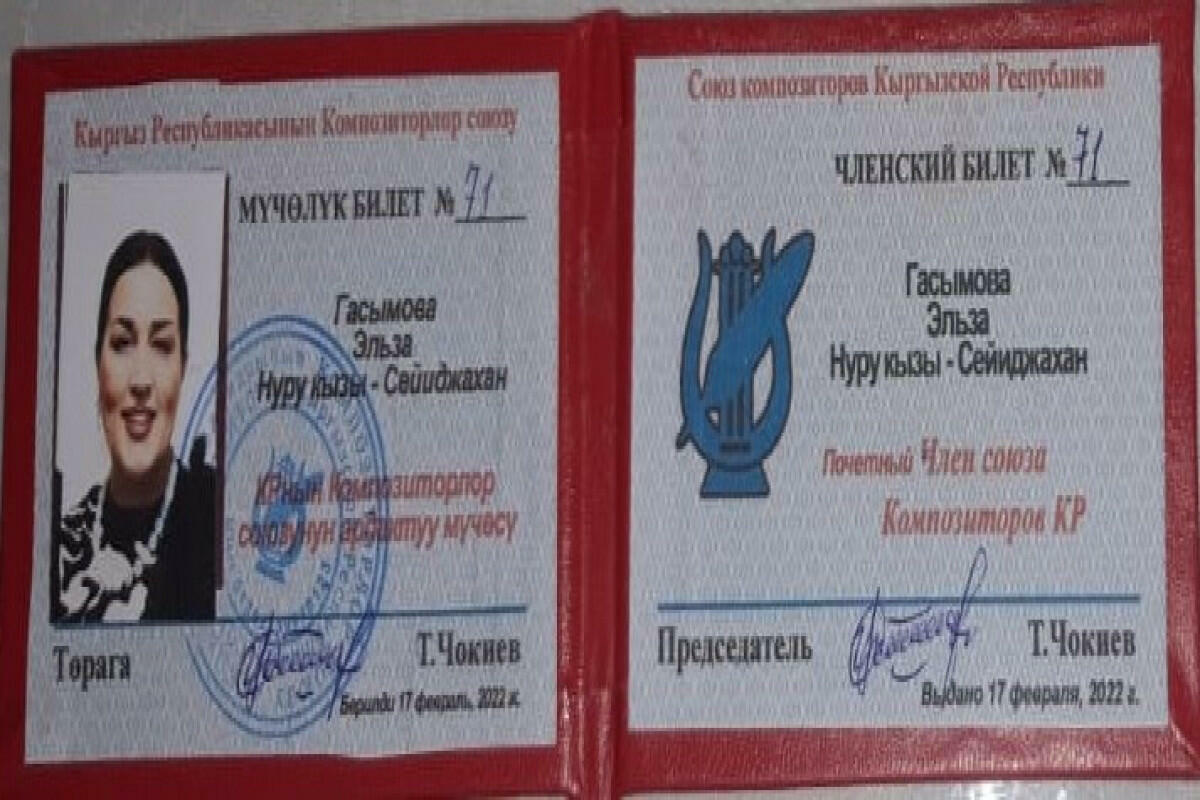 Кыргыз Республикасынын Композиторлор союзу
МҮЧӨЛҮК БИЛЕТ № 71
Гасымова
Эльза
Нуру кызы - Сейиджахан
КРнын Композиторлор
союзунун ардактуу мүчөсү
Төрага Т.Чокиев
Берилди 17 февраль, 2022 ж.
Союз композиторов Кыргызской Республики
ЧЛЕНСКИЙ БИЛЕТ № 71
Гасымова
Эльза
Нуру кызы - Сейиджахан
Почетный Член союза
Композиторов КР
Председатель Т.Чокиев
Выдано 17 февраля, 2022 г.